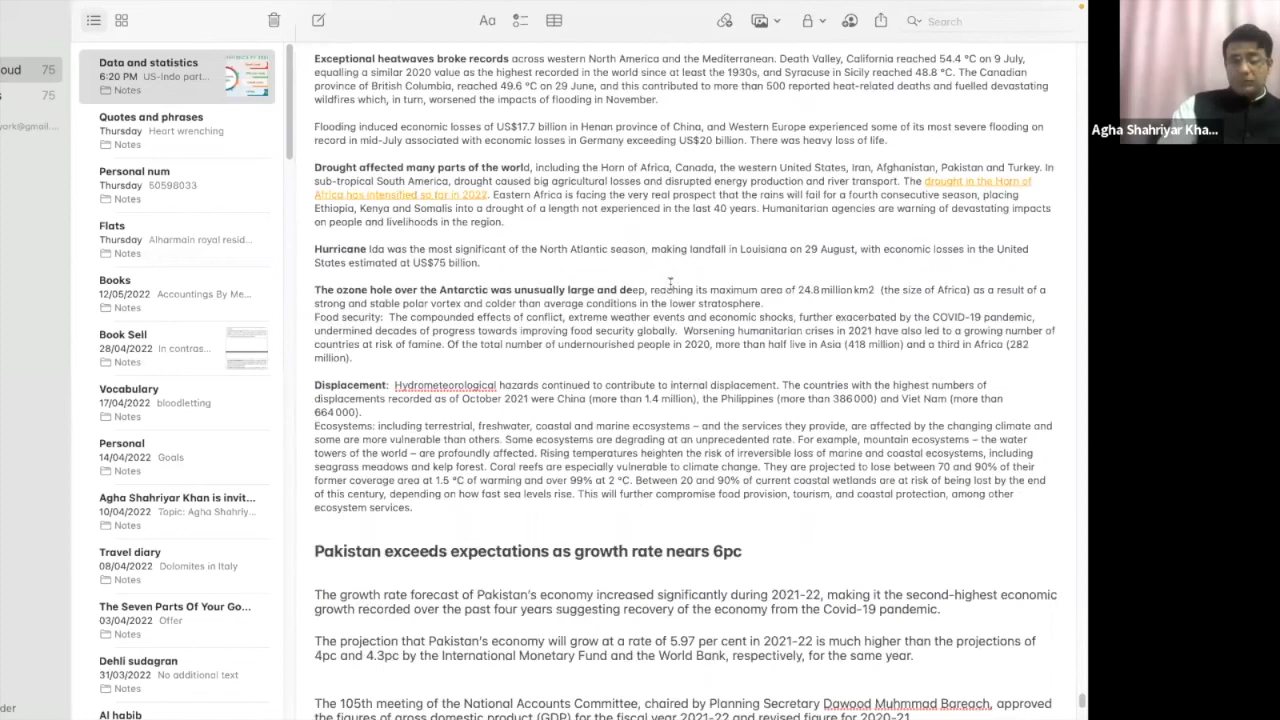 Aa
Search
oud 75
s 75
yark@gmail....
der
Data and statistics
6:20 PM US-Indo part...
Notes
Quotes and phrases
Thursday Heart wrenching
Notes
Personal num
Thursday 50598033
Notes
Flats
Thursday Alharmain royal resid...
Notes
Books
12/05/2022 Accountings By Me...
Notes
Book Sell
28/04/2022 In contras...
Notes
Vocabulary
17/04/2022 bloodletting
Notes
Personal
14/04/2022 Goals
Notes
Agha Shahriyar Khan is invit...
10/04/2022 Topic: Agha Shahriy...
Notes
Travel diary
08/04/2022 Dolomites in Italy
Notes
The Seven Parts Of Your Go...
03/04/2022 Offer
Notes
Dehli sudagran
31/03/2022 No additional text
Notes
Al habib
Exceptional heatwaves broke records across western North America and the Mediterranean. Death Valley, California reached 54.4 °C on 9 July,
equalling a similar 2020 value as the highest recorded in the world since at least the 1930s, and Syracuse in Sicily reached 48.8 °C. The Canadian
province of British Columbia, reached 49.6 °C on 29 June, and this contributed to more than 500 reported heat-related deaths and fuelled devastating
wildfires which, in turn, worsened the impacts of flooding in November.
Flooding induced economic losses of US$17.7 billion in Henan province of China, and Western Europe experienced some of its most severe flooding on
record in mid-July associated with economic losses in Germany exceeding US$20 billion. There was heavy loss of life.
Drought affected many parts of the world, including the Horn of Africa, Canada, the western United States, Iran, Afghanistan, Pakistan and Turkey. In
sub-tropical South America, drought caused big agricultural losses and disrupted energy production and river transport. The drought in the Horn of
Africa has intensified so far in 2022. Eastern Africa is facing the very real prospect that the rains will fail for a fourth consecutive season, placing
Ethiopia, Kenya and Somalis into a drought of a length not experienced in the last 40 years. Humanitarian agencies are warning of devastating impacts
on people and livelihoods in the region.
Hurricane Ida was the most significant of the North Atlantic season, making landfall in Louisiana on 29 August, with economic losses in the United
States estimated at US$75 billion.
The ozone hole over the Antarctic was unusually large and deep, reaching its maximum area of 24.8 million km2 (the size of Africa) as a result of a
strong and stable polar vortex and colder than average conditions in the lower stratosphere.
Food security: The compounded effects of conflict, extreme weather events and economic shocks, further exacerbated by the COVID-19 pandemic,
undermined decades of progress towards improving food security globally. Worsening humanitarian crises in 2021 have also led to a growing number of
countries at risk of famine. Of the total number of undernourished people in 2020, more than half live in Asia (418 million) and a third in Africa (282
million).
Displacement: Hydrometeorological hazards continued to contribute to internal displacement. The countries with the highest numbers of
displacements recorded as of October 2021 were China (more than 1.4 million), the Philippines (more than 386 000) and Viet Nam (more than
664 000).
Ecosystems: including terrestrial, freshwater, coastal and marine ecosystems – and the services they provide, are affected by the changing climate and
some are more vulnerable than others. Some ecosystems are degrading at an unprecedented rate. For example, mountain ecosystems – the water
towers of the world – are profoundly affected. Rising temperatures heighten the risk of irreversible loss of marine and coastal ecosystems, including
seagrass meadows and kelp forest. Coral reefs are especially vulnerable to climate change. They are projected to lose between 70 and 90% of their
former coverage area at 1.5 °C of warming and over 99% at 2 °C. Between 20 and 90% of current coastal wetlands are at risk of being lost by the end
of this century, depending on how fast sea levels rise. This will further compromise food provision, tourism, and coastal protection, among other
ecosystem services.
Pakistan exceeds expectations as growth rate nears 6pc
The growth rate forecast of Pakistan's economy increased significantly during 2021-22, making it the second-highest economic
growth recorded over the past four years suggesting recovery of the economy from the Covid-19 pandemic.
The projection that Pakistan's economy will grow at a rate of 5.97 per cent in 2021-22 is much higher than the projections of
4pc and 4.3pc by the International Monetary Fund and the World Bank, respectively, for the same year.
The 105th meeting of the National Accounts Committee, chaired by Planning Secretary Dawood Muhmmad Bareach, approved
the figures of gross domestic product (GDP) for the fiscal year 2021-22 and revised figure for 2020-21.
Agha Shahriyar Kha...